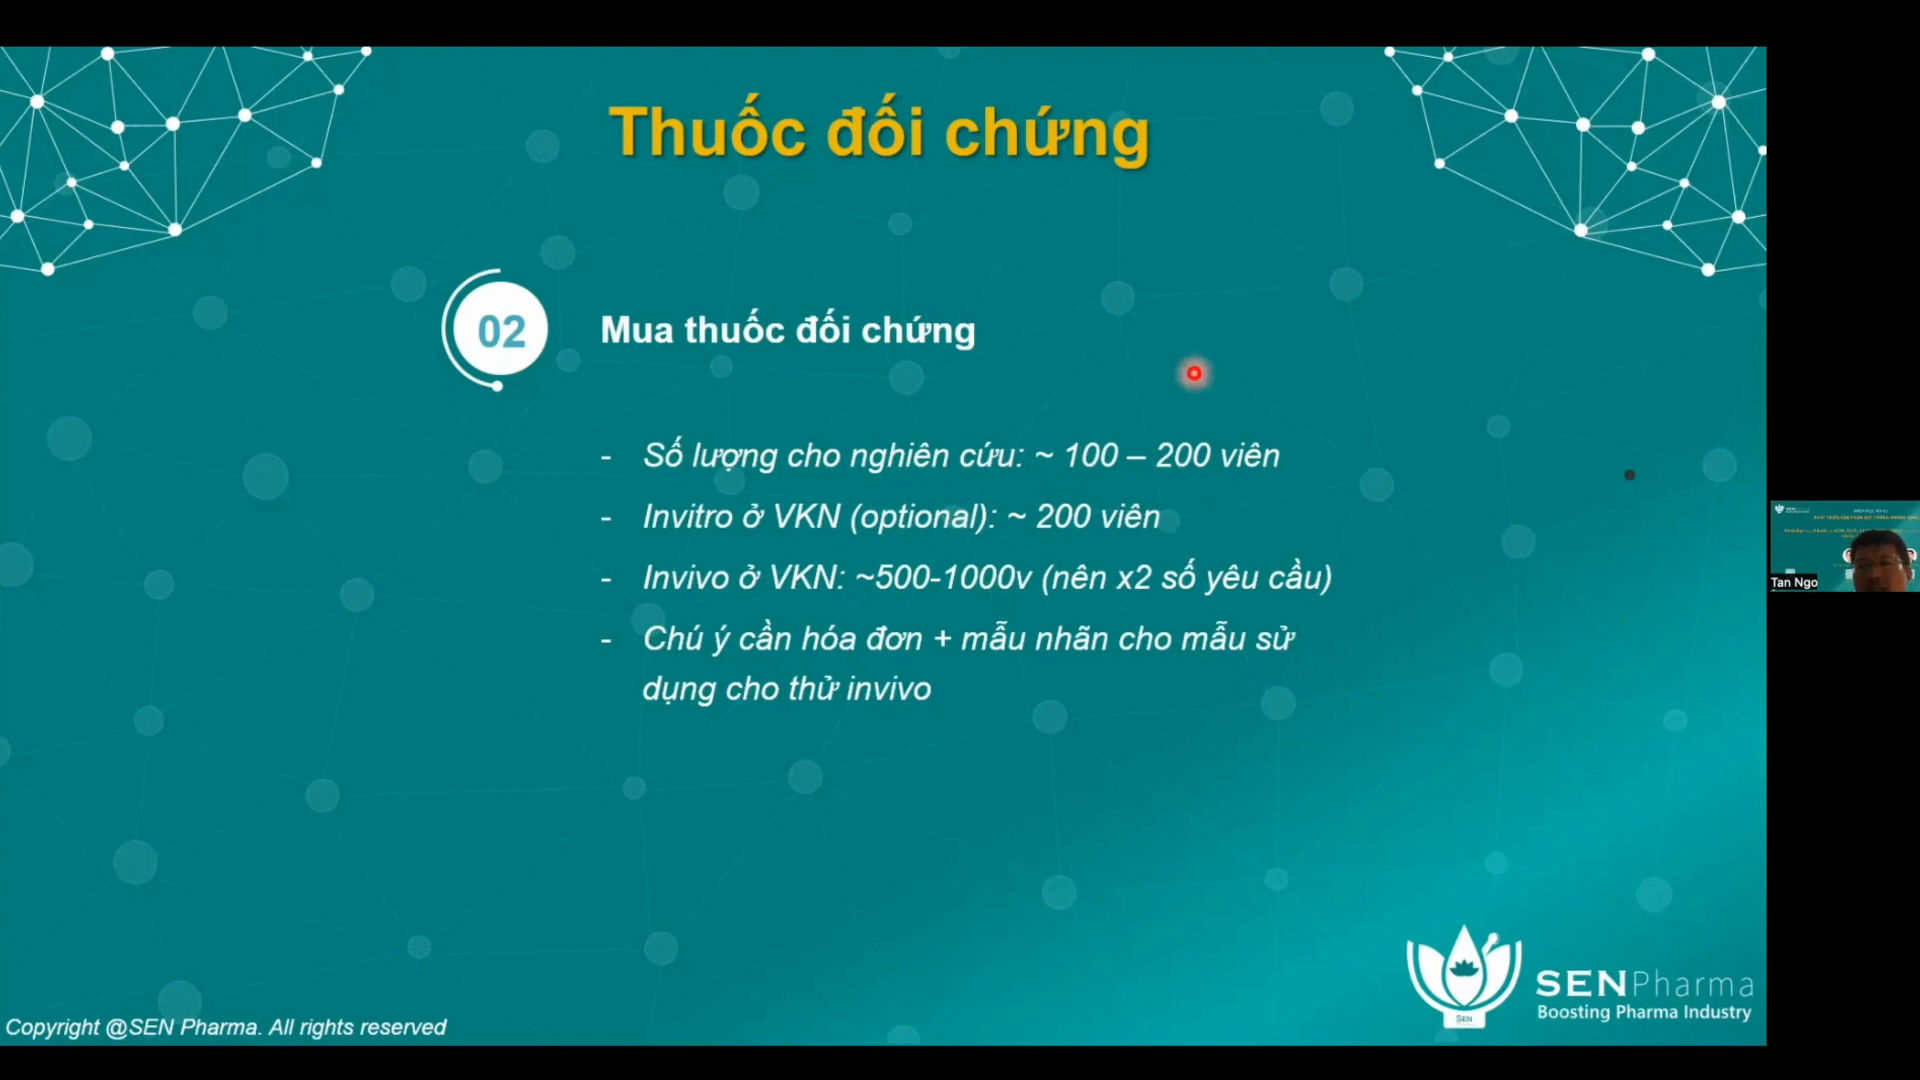 Thuốc đối chứng
02
Mua thuốc đối chứng
- Số lượng cho nghiên cứu: ~ 100 – 200 viên
- Invitro ở VKN (optional): ~ 200 viên
- Invivo ở VKN: ~500-1000v (nên x2 số yêu cầu)
- Chú ý cần hóa đơn + mẫu nhãn cho mẫu sử
dụng cho thử invivo
Tan Ngo
SEN
SENPharma
Boosting Pharma Industry
Copyright @SEN Pharma. All rights reserved